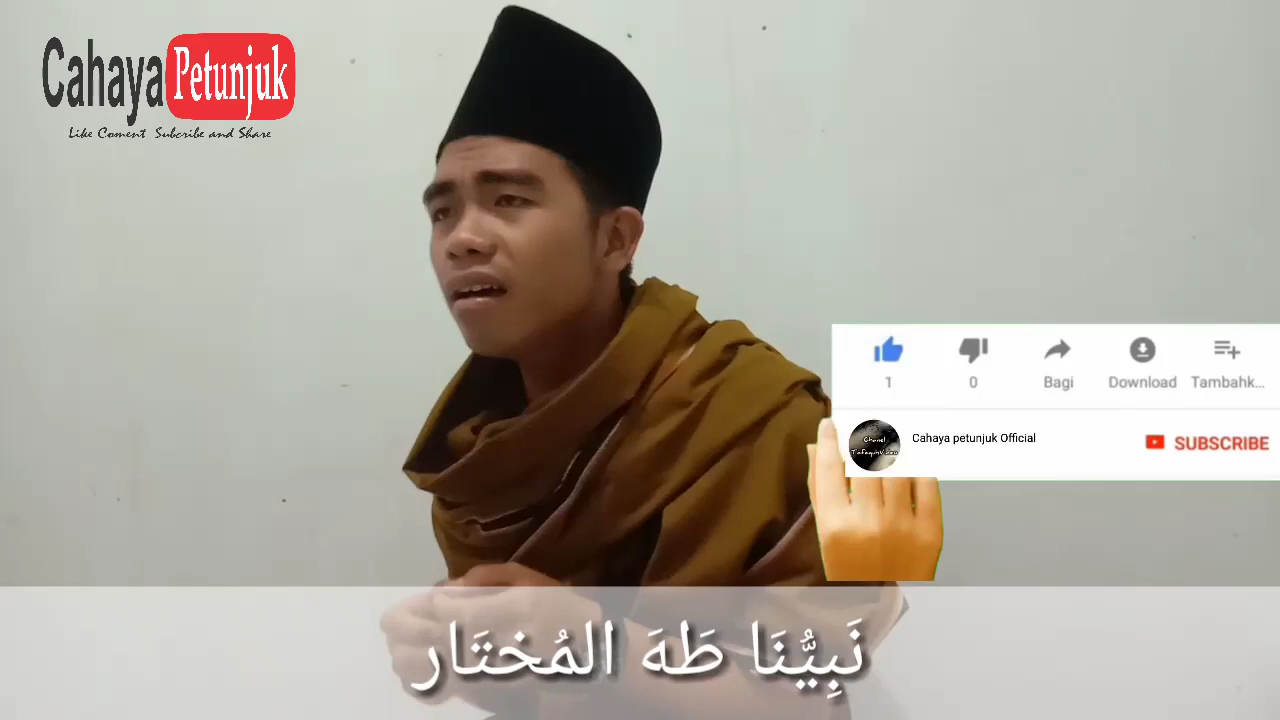 Cahaya Petunjuk
Like Coment Subcribe and Share
1
0
Bagi
Download
Tambahk...
Chanel
Cahaya petunjuk Official
SUBSCRIBE
نَبِيُّنَا طَهَ المُختَار